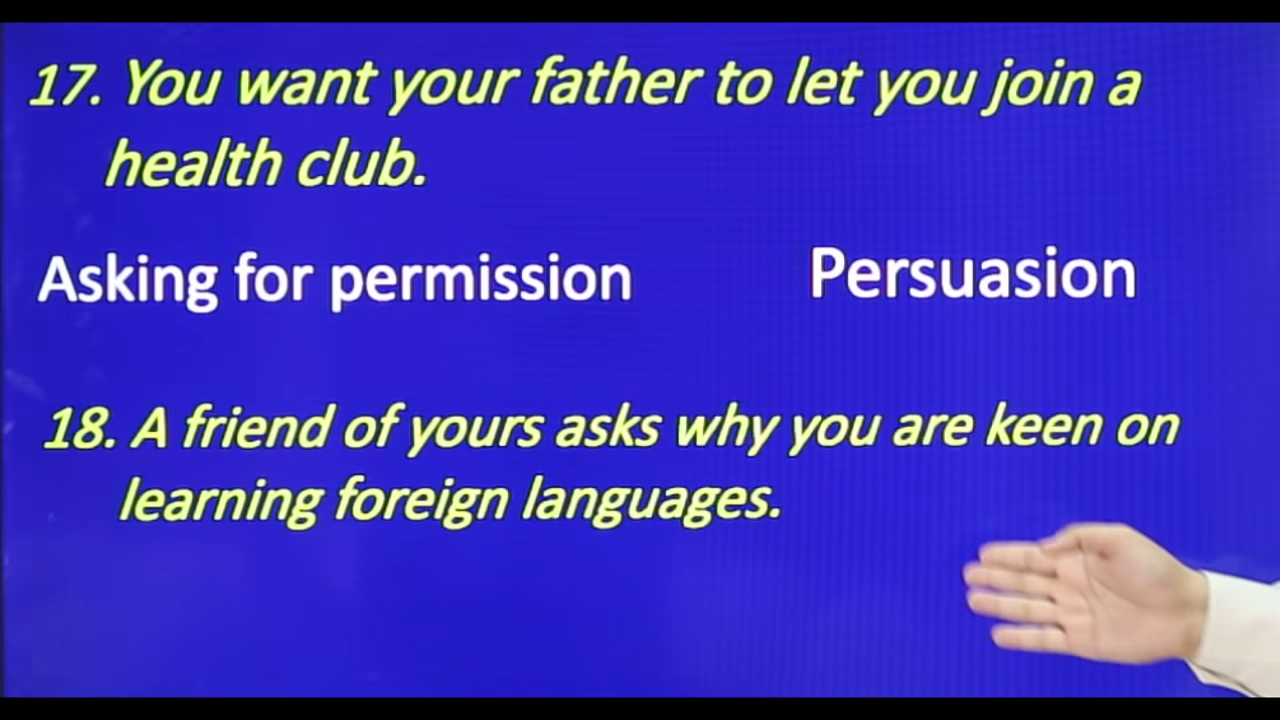 17. You want your father to let you join a
health club.
Asking for permission Persuasion
18. A friend of yours asks why you are keen on
learning foreign languages.